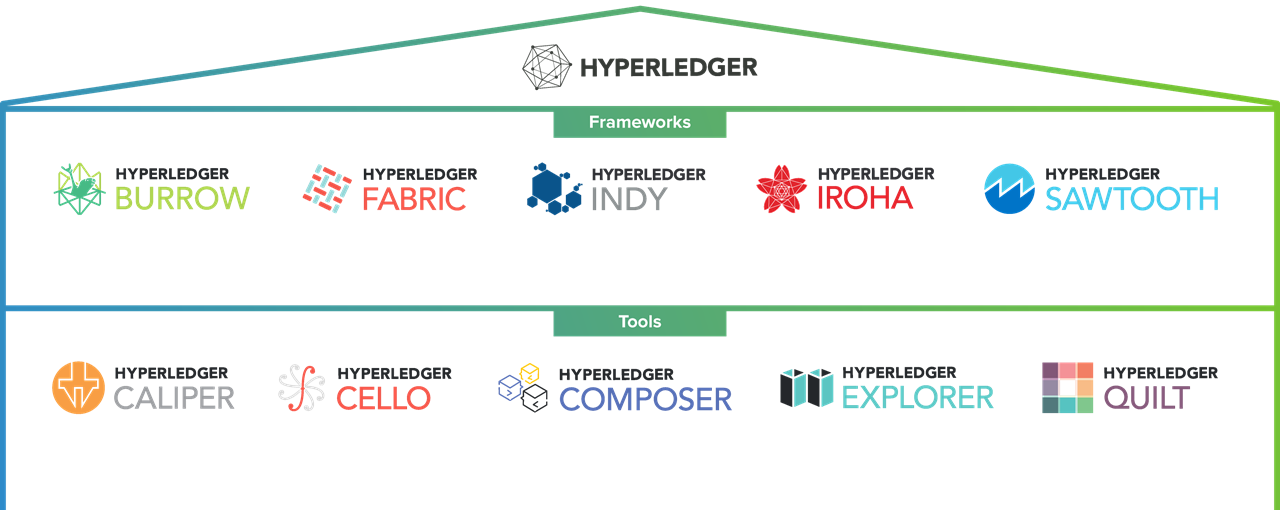 HYPERLEDGER
Frameworks
HYPERLEDGER
BURROW
HYPERLEDGER
FABRIC
HYPERLEDGER
INDY
HYPERLEDGER
IROHA
HYPERLEDGER
SAWTOOTH
Tools
HYPERLEDGER
CALIPER
HYPERLEDGER
CELLO
HYPERLEDGER
COMPOSER
HYPERLEDGER
EXPLORER
HYPERLEDGER
QUILT